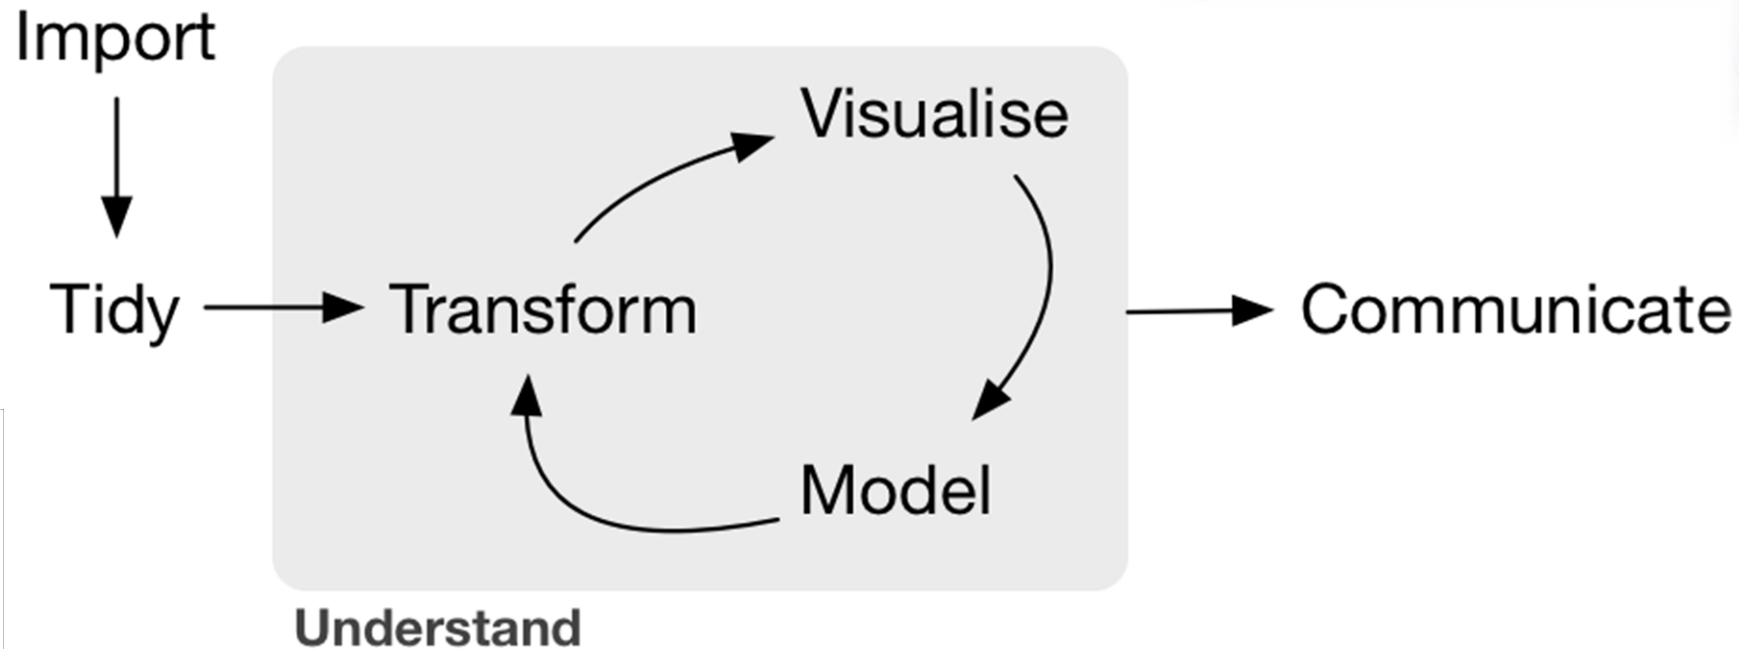 Import
Visualise
Tidy
Transform
Communicate
Model
Understand